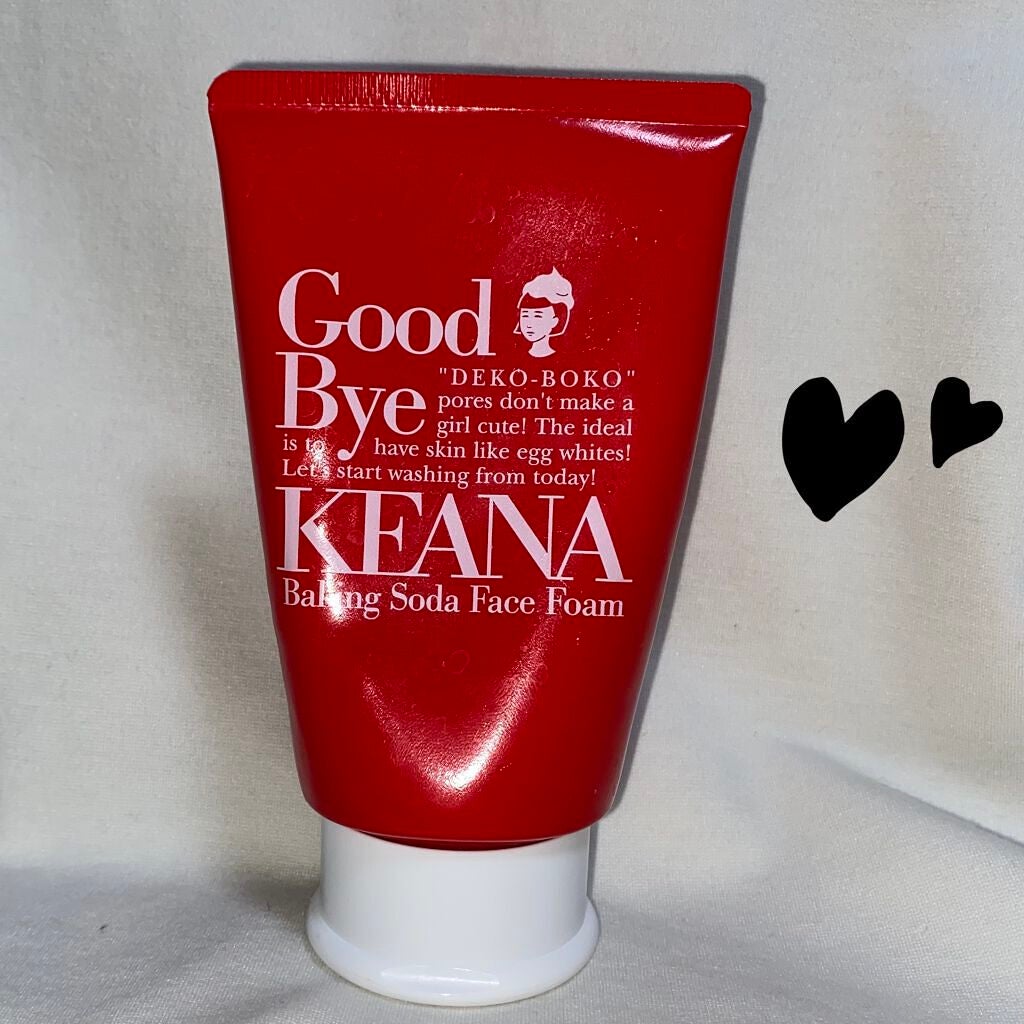 Good
Bye
"DEKO-BOKO"
pores don't make a
girl cute! The ideal
is to have skin like egg whites!
Let's start washing from today!
KEANA
Baking Soda Face Foam